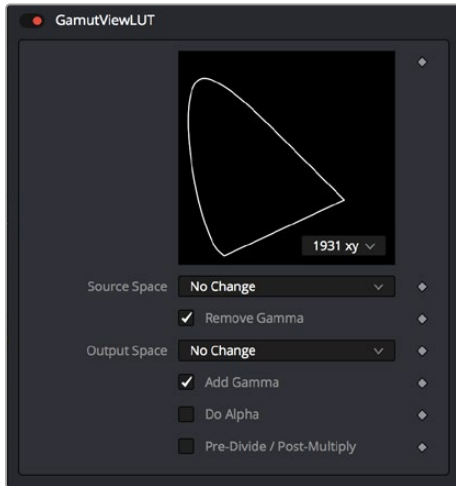 GamutViewLUT
1931 xy
Source Space No Change
Remove Gamma
Output Space No Change
Add Gamma
Do Alpha
Pre-Divide / Post-Multiply